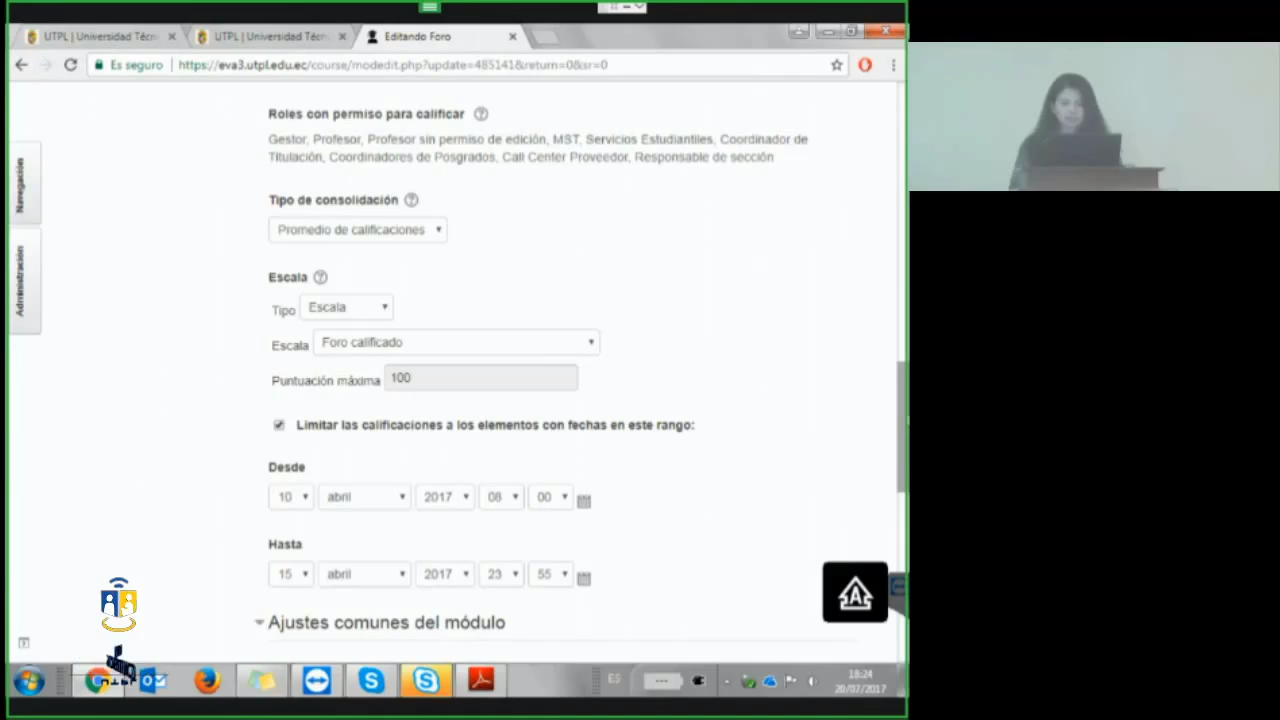 UTPL | Universidad Técni
UTPL | Universidad Técni
Editando Foro
Es seguro
https://eva3.utpl.edu.ec/course/modedit.php?update=485141&return=0&sr=0
Navegación
Administración
Roles con permiso para calificar
Gestor, Profesor, Profesor sin permiso de edición, MST, Servicios Estudiantiles, Coordinador de
Titulación, Coordinadores de Posgrados, Call Center Proveedor, Responsable de sección
Tipo de consolidación
Promedio de calificaciones
Escala
Tipo Escala
Escala Foro calificado
Puntuación máxima 100
Limitar las calificaciones a los elementos con fechas en este rango:
Desde
10 abril 2017 08 00
Hasta
15 abril 2017 23 55
Ajustes comunes del módulo
A
ES
18:24
20/07/2017